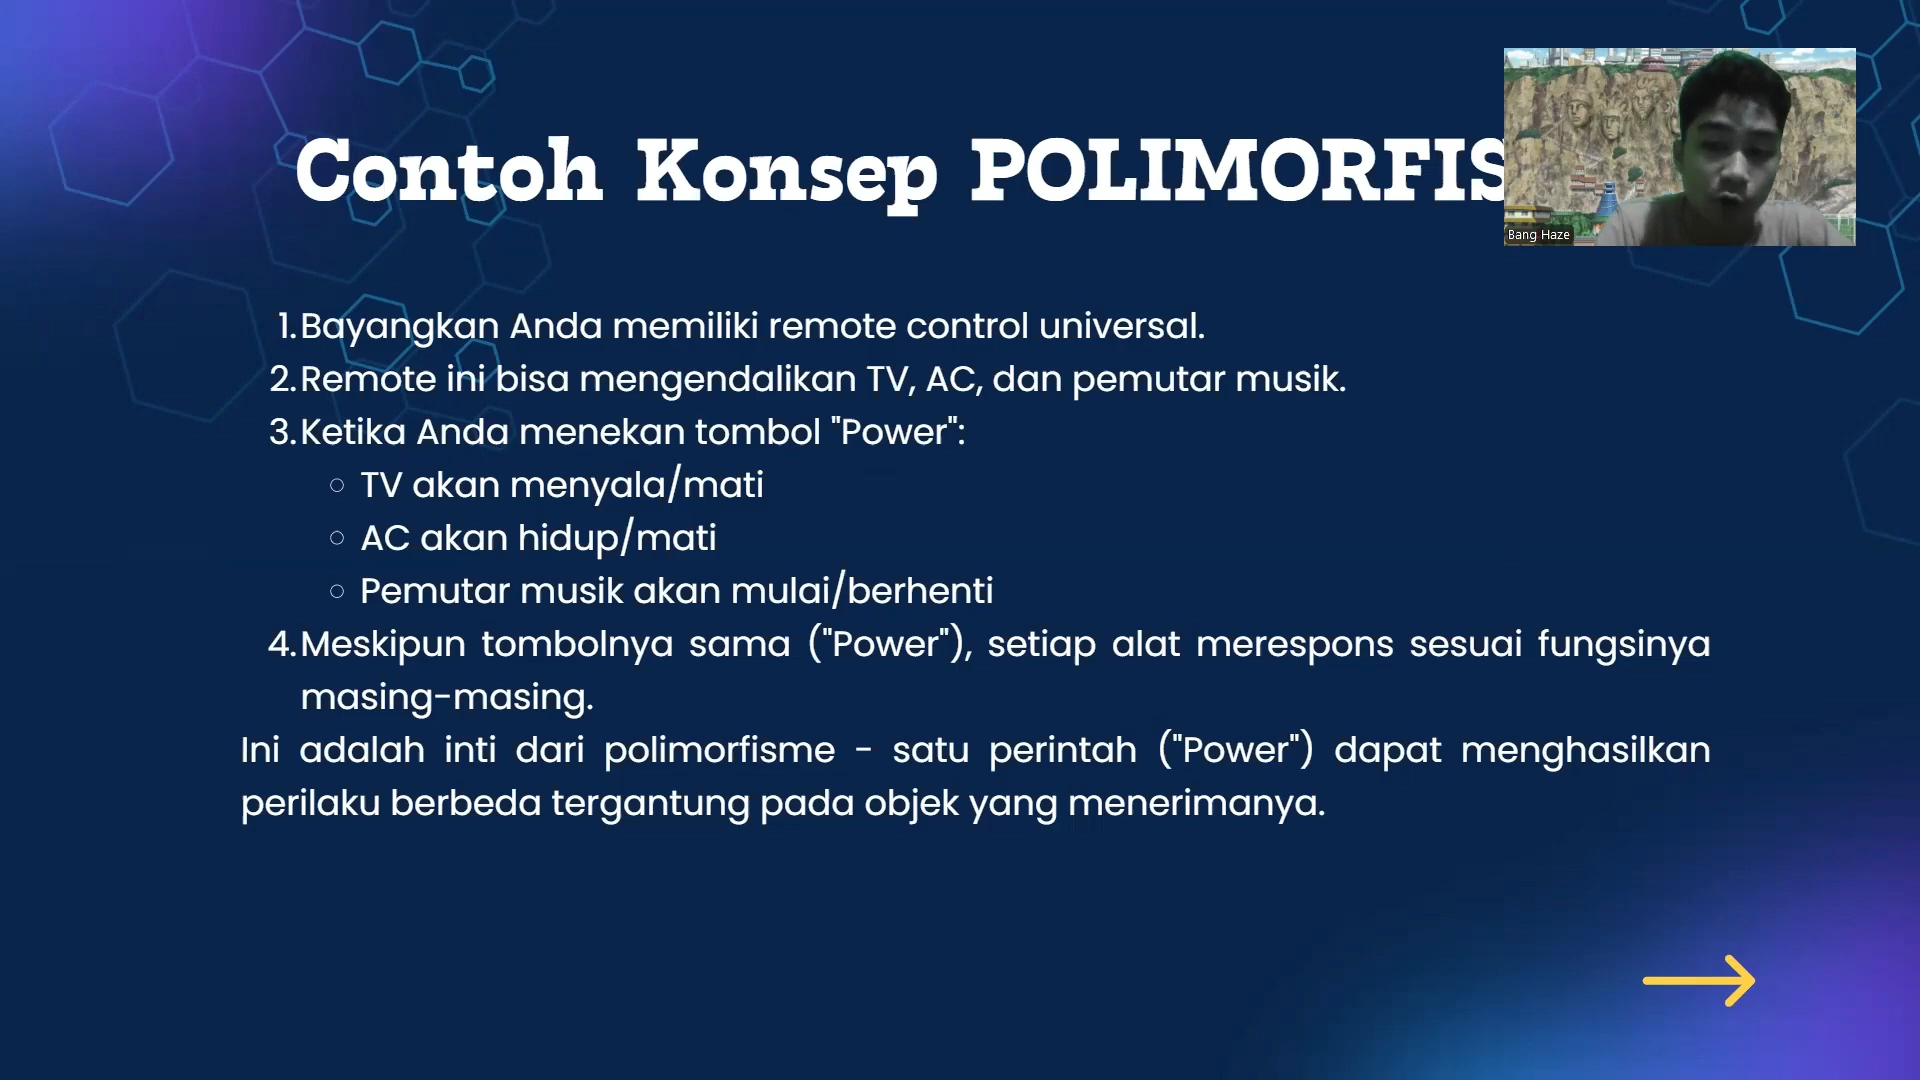 Contoh Konsep POLIMORFIS
Bang Haze
1. Bayangkan Anda memiliki remote control universal.
2. Remote ini bisa mengendalikan TV, AC, dan pemutar musik.
3. Ketika Anda menekan tombol "Power":
○ TV akan menyala/mati
○ AC akan hidup/mati
○ Pemutar musik akan mulai/berhenti
4. Meskipun tombolnya sama ("Power"), setiap alat merespons sesuai fungsinya
masing-masing.
Ini adalah inti dari polimorfisme - satu perintah ("Power") dapat menghasilkan
perilaku berbeda tergantung pada objek yang menerimanya.